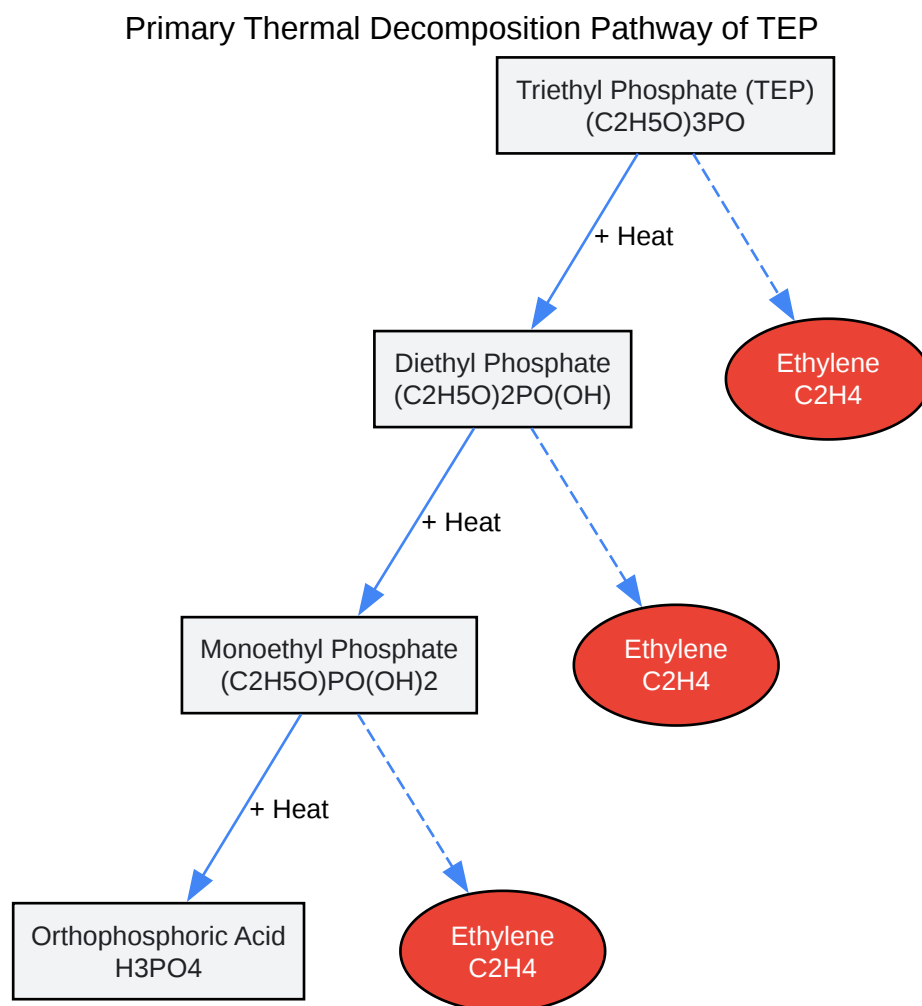 Primary Thermal Decomposition Pathway of TEP
Triethyl Phosphate (TEP)
(C2H5O)3PO
+ Heat
Diethyl Phosphate
(C2H5O)2PO(OH)
Ethylene
C2H4
+ Heat
Monoethyl Phosphate
(C2H5O)PO(OH)2
Ethylene
C2H4
+ Heat
Orthophosphoric Acid
H3PO4
Ethylene
C2H4